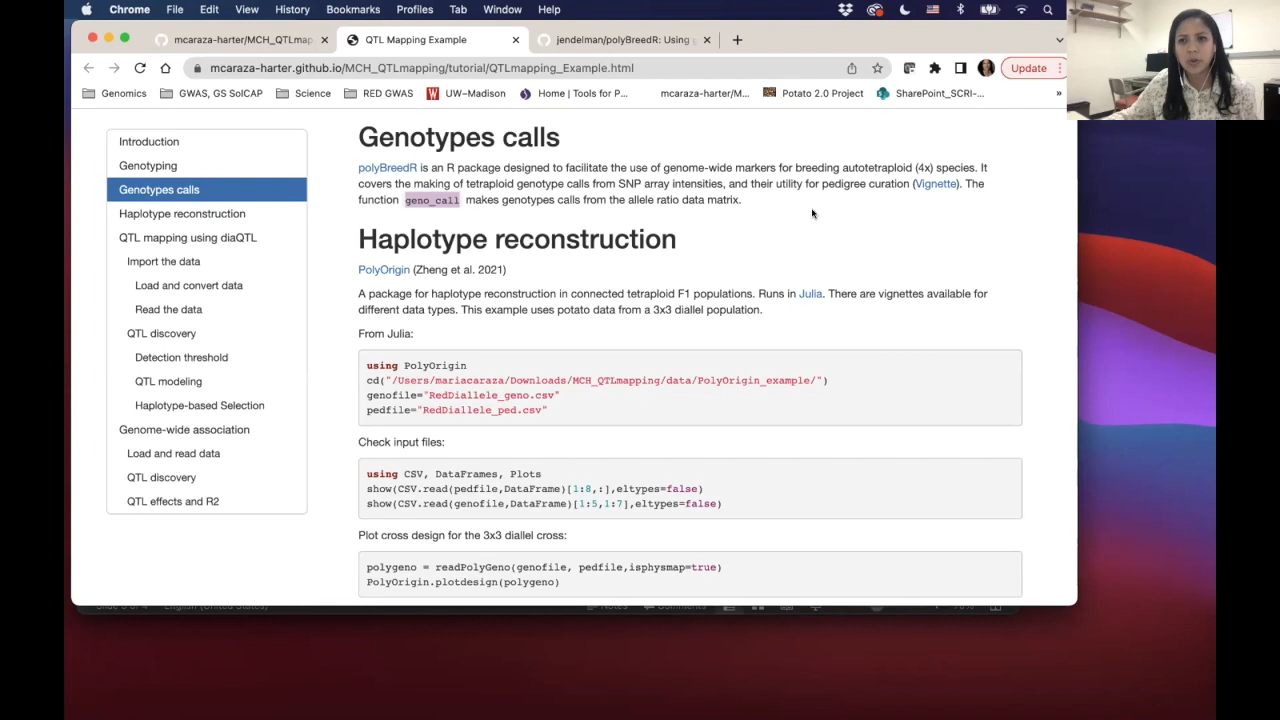 Chrome File Edit View History Bookmarks Profiles Tab Window Help
mcaraza-harter/MCH_QTLmap
QTL Mapping Example
jendelman/polyBreedR: Using g
mcaraza-harter.github.io/MCH_QTLmapping/tutorial/QTLmapping_Example.html
Update
Genomics GWAS, GS SolCAP Science RED GWAS UW–Madison Home | Tools for P... mcaraza-harter/M... Potato 2.0 Project SharePoint_SCRI-... »
Introduction
Genotyping
Genotypes calls
Haplotype reconstruction
QTL mapping using diaQTL
Import the data
Load and convert data
Read the data
QTL discovery
Detection threshold
QTL modeling
Haplotype-based Selection
Genome-wide association
Load and read data
QTL discovery
QTL effects and R2
Genotypes calls
polyBreedR is an R package designed to facilitate the use of genome-wide markers for breeding autotetraploid (4x) species. It
covers the making of tetraploid genotype calls from SNP array intensities, and their utility for pedigree curation (Vignette). The
function geno_call makes genotypes calls from the allele ratio data matrix.
Haplotype reconstruction
PolyOrigin (Zheng et al. 2021)
A package for haplotype reconstruction in connected tetraploid F1 populations. Runs in Julia. There are vignettes available for
different data types. This example uses potato data from a 3x3 diallel population.
From Julia:
using PolyOrigin
cd("/Users/mariacaraza/Downloads/MCH_QTLmapping/data/PolyOrigin_example/")
genofile="RedDiallele_geno.csv"
pedfile="RedDiallele_ped.csv"
Check input files:
using CSV, DataFrames, Plots
show(CSV.read(pedfile,DataFrame)[1:8,:],eltypes=false)
show(CSV.read(genofile,DataFrame)[1:5,1:7],eltypes=false)
Plot cross design for the 3x3 diallel cross:
polygeno = readPolyGeno(genofile, pedfile,isphysmap=true)
PolyOrigin.plotdesign(polygeno)
English (United States) Notes Comments